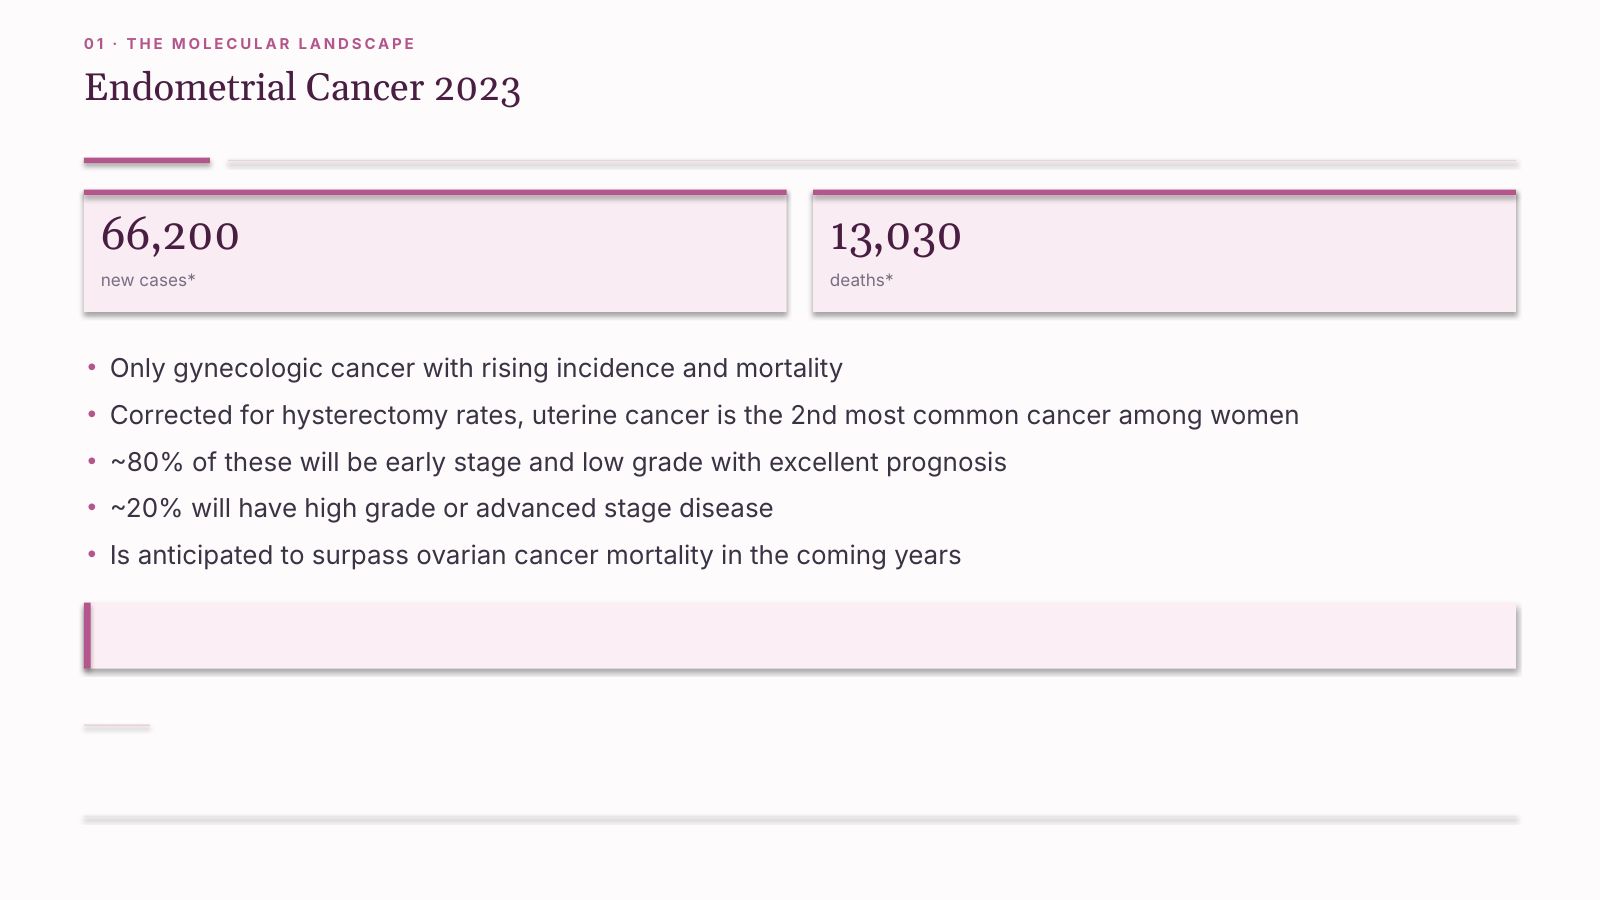 01 · THE MOLECULAR LANDSCAPE
Endometrial Cancer 2023
66,200
new cases*
13,030
deaths*
• Only gynecologic cancer with rising incidence and mortality
• Corrected for hysterectomy rates, uterine cancer is the 2nd most common cancer among women
• ~80% of these will be early stage and low grade with excellent prognosis
• ~20% will have high grade or advanced stage disease
• Is anticipated to surpass ovarian cancer mortality in the coming years